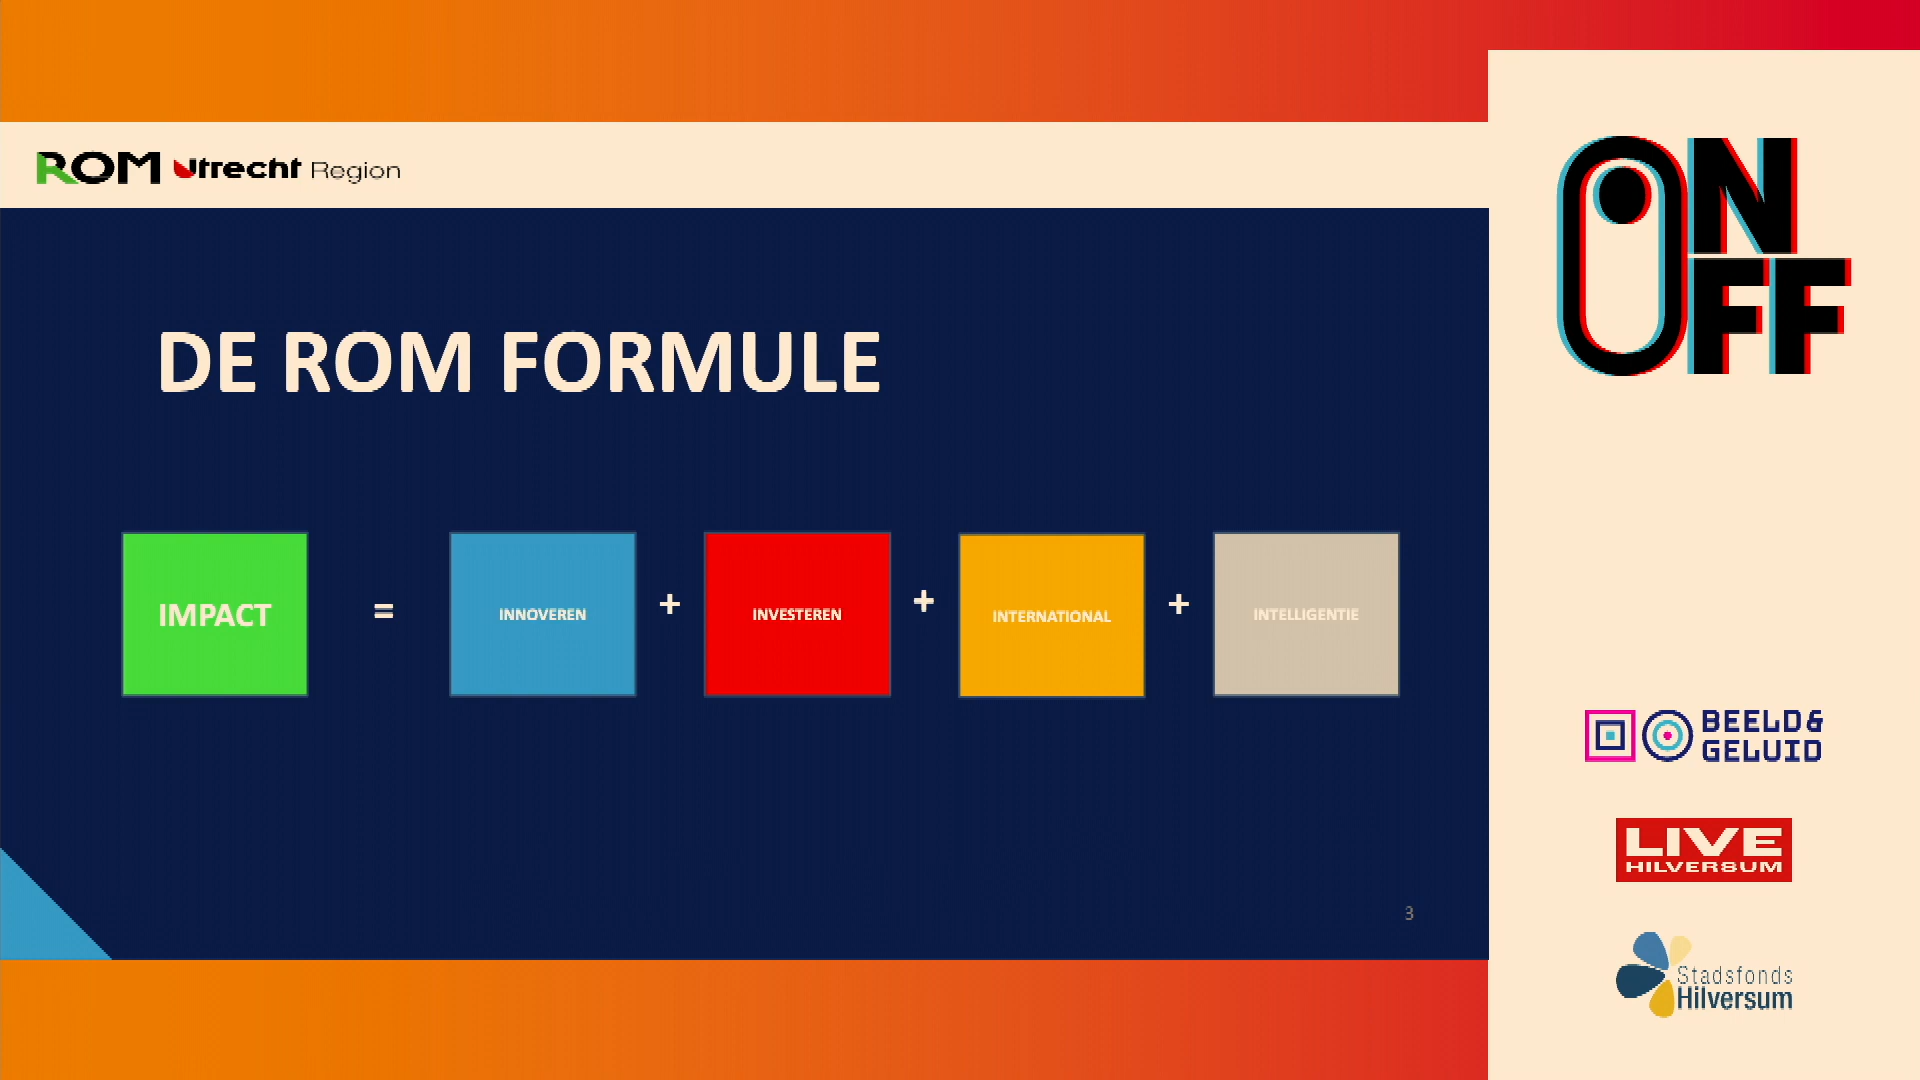 ROM Utrecht Region
DE ROM FORMULE
IMPACT = INNOVEREN + INVESTEREN + INTERNATIONAL + INTELLIGENTIE
3
ON
OFF
BEELD &
GELUID
LIVE
HILVERSUM
Stadsfonds
Hilversum